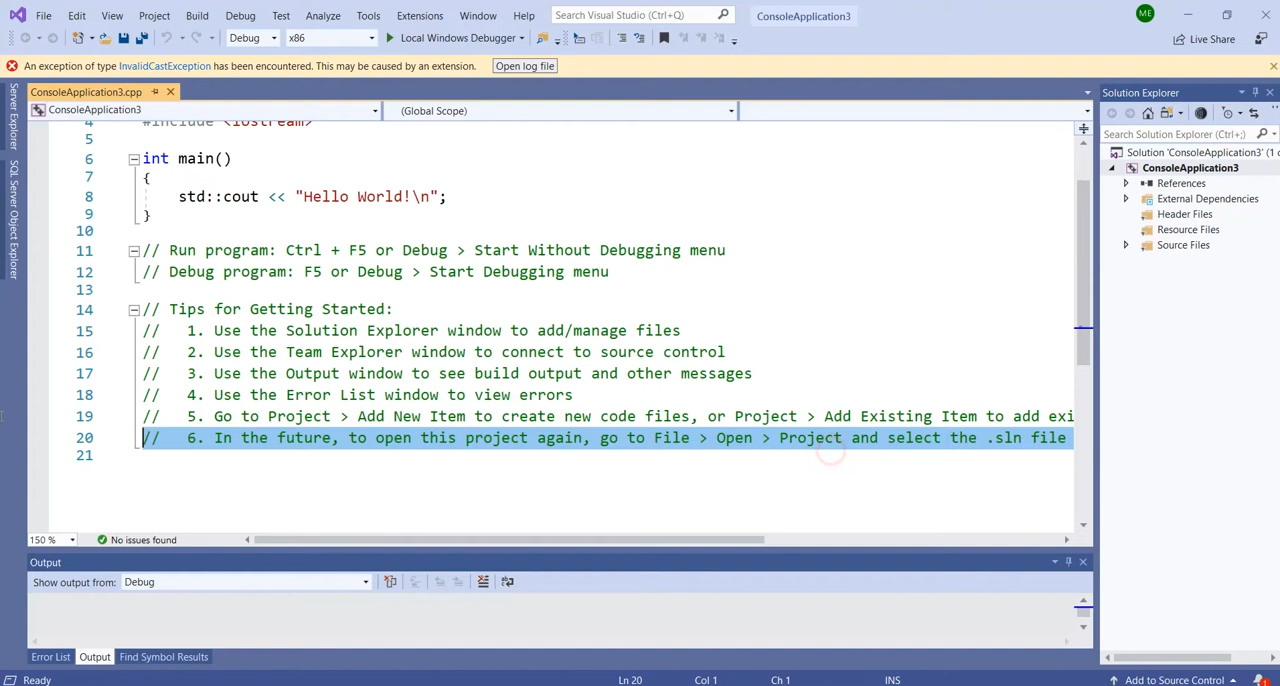 File Edit View Project Build Debug Test Analyze Tools Extensions Window Help Search Visual Studio (Ctrl+Q) ConsoleApplication3 ME
Debug x86 Local Windows Debugger Live Share
An exception of type InvalidCastException has been encountered. This may be caused by an extension. Open log file
ConsoleApplication3.cpp
ConsoleApplication3 (Global Scope)
Server Explorer
SQL Server Object Explorer
4 #include <iostream>
5
6 int main()
7 {
8 std::cout << "Hello World!\n";
9 }
10
11 // Run program: Ctrl + F5 or Debug > Start Without Debugging menu
12 // Debug program: F5 or Debug > Start Debugging menu
13
14 // Tips for Getting Started:
15 // 1. Use the Solution Explorer window to add/manage files
16 // 2. Use the Team Explorer window to connect to source control
17 // 3. Use the Output window to see build output and other messages
18 // 4. Use the Error List window to view errors
19 // 5. Go to Project > Add New Item to create new code files, or Project > Add Existing Item to add exi
20 // 6. In the future, to open this project again, go to File > Open > Project and select the .sln file
21
150 % No issues found
Output
Show output from: Debug
Error List Output Find Symbol Results
Solution Explorer
Search Solution Explorer (Ctrl+;)
Solution 'ConsoleApplication3' (1 c
ConsoleApplication3
References
External Dependencies
Header Files
Resource Files
Source Files
Ready Ln 20 Col 1 Ch 1 INS Add to Source Control 1